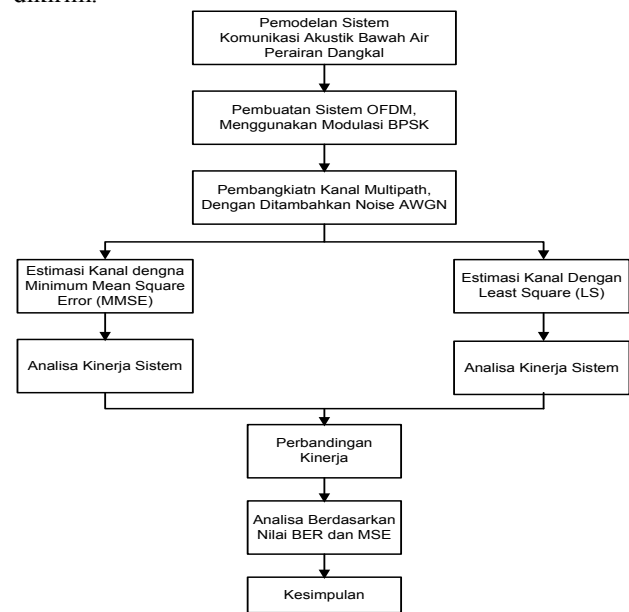 dikirim.
Pemodelan Sistem
Komunikasi Akustik Bawah Air
Perairan Dangkal
Pembuatan Sistem OFDM,
Menggunakan Modulasi BPSK
Pembangkiatn Kanal Multipath,
Dengan Ditambahkan Noise AWGN
Estimasi Kanal dengna
Minimum Mean Square
Error (MMSE)
Estimasi Kanal Dengan
Least Square (LS)
Analisa Kinerja Sistem
Analisa Kinerja Sistem
Perbandingan
Kinerja
Analisa Berdasarkan
Nilai BER dan MSE
Kesimpulan